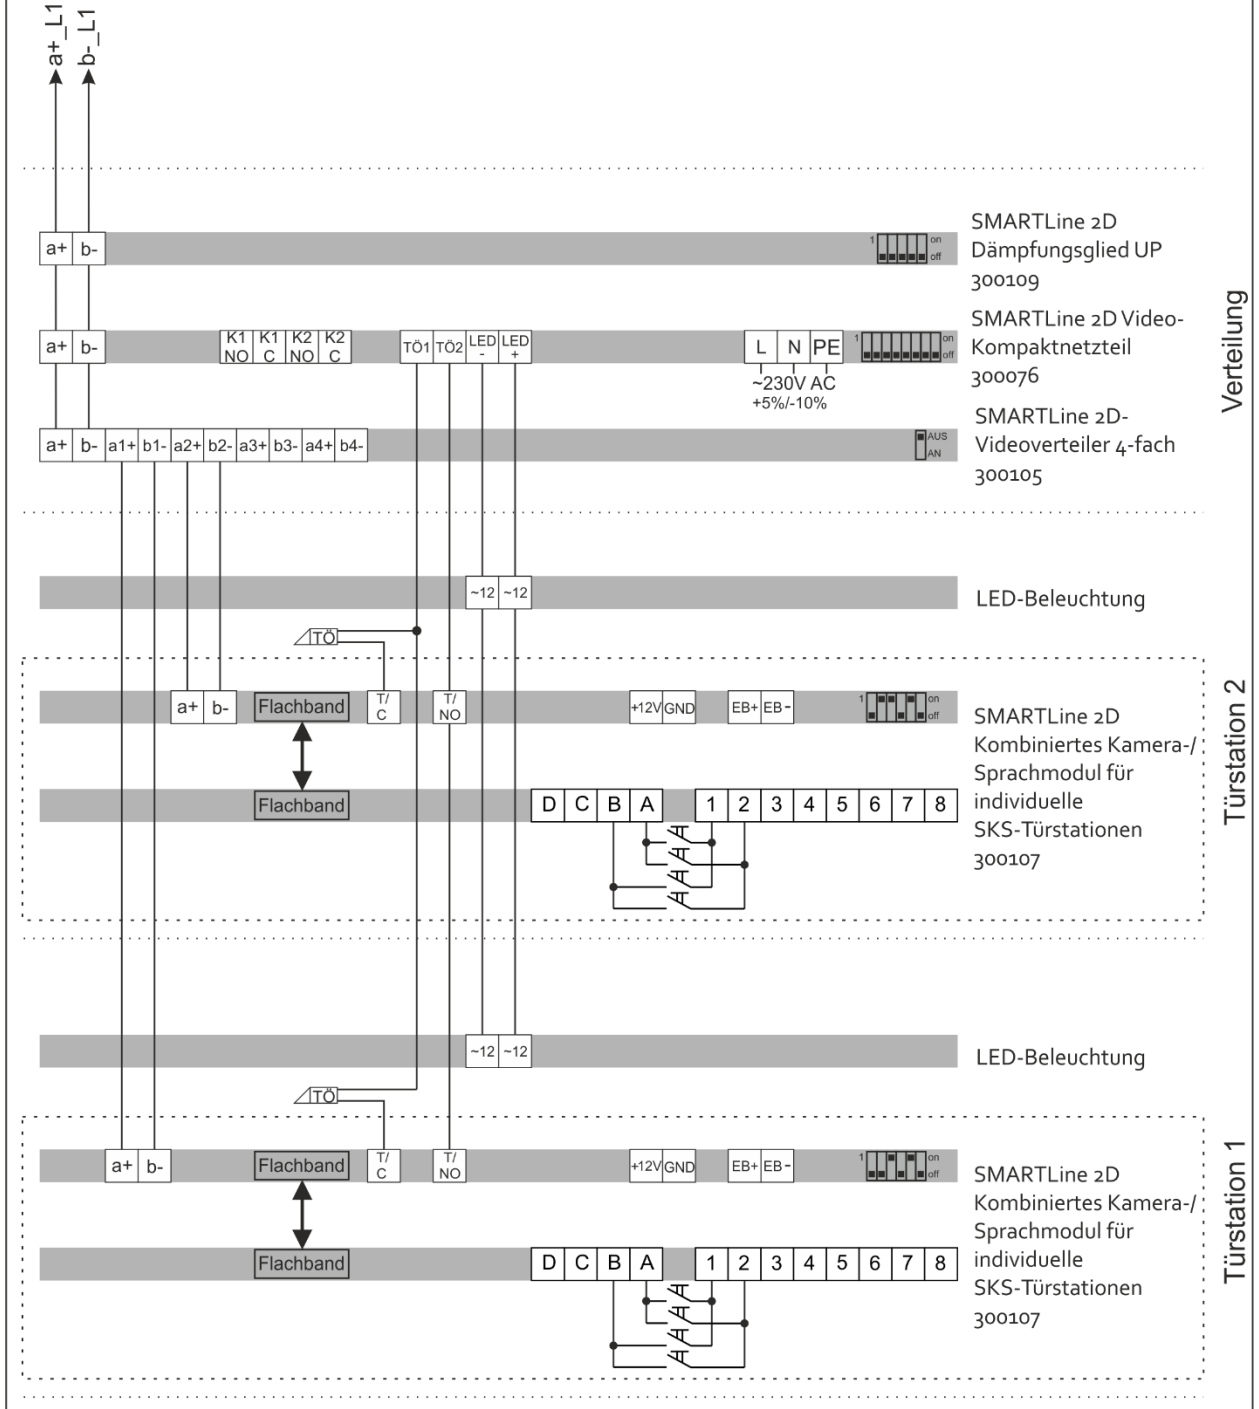 a+_L1
b-_L1
a+ b-
1 on
off
SMARTLine 2D
Dämpfungsglied UP
300109
a+ b-
K1 NO K1 C K2 NO K2 C
TÖ1 TÖ2 LED - LED +
L N PE
~230V AC
+5%/-10%
1 on
off
SMARTLine 2D Video-
Kompaktnetzteil
300076
a+ b- a1+ b1- a2+ b2- a3+ b3- a4+ b4-
AUS
AN
SMARTLine 2D-
Videoverteiler 4-fach
300105
Verteilung
~12 ~12
LED-Beleuchtung
TÖ
a+ b-
Flachband
T/ C
T/ NO
+12V GND
EB+ EB-
1 on
off
Flachband
D C B A 1 2 3 4 5 6 7 8
SMARTLine 2D
Kombiniertes Kamera-/
Sprachmodul für
individuelle
SKS-Türstationen
300107
Türstation 2
~12 ~12
LED-Beleuchtung
TÖ
a+ b-
Flachband
T/ C
T/ NO
+12V GND
EB+ EB-
1 on
off
Flachband
D C B A 1 2 3 4 5 6 7 8
SMARTLine 2D
Kombiniertes Kamera-/
Sprachmodul für
individuelle
SKS-Türstationen
300107
Türstation 1